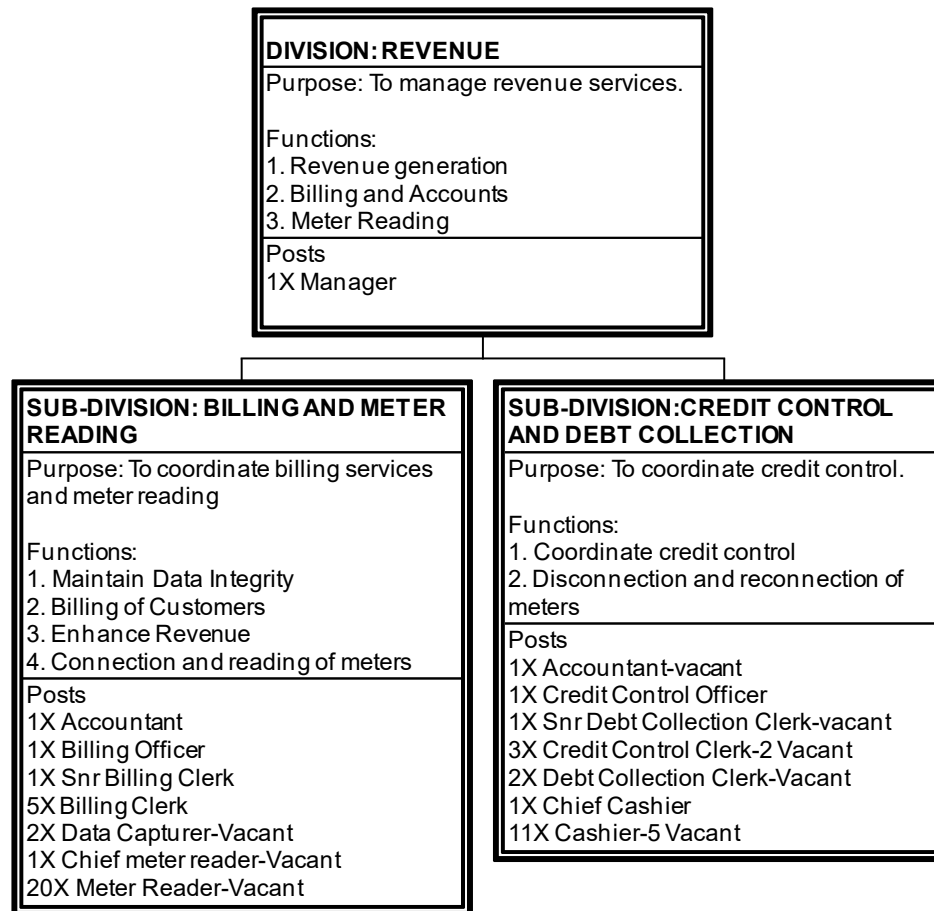 DIVISION: REVENUE
Purpose: To manage revenue services.
Functions:
1. Revenue generation
2. Billing and Accounts
3. Meter Reading
Posts
1X Manager
SUB-DIVISION: BILLING AND METER
READING
Purpose: To coordinate billing services
and meter reading
Functions:
1. Maintain Data Integrity
2. Billing of Customers
3. Enhance Revenue
4. Connection and reading of meters
Posts
1X Accountant
1X Billing Officer
1X Snr Billing Clerk
5X Billing Clerk
2X Data Capturer-Vacant
1X Chief meter reader-Vacant
20X Meter Reader-Vacant
SUB-DIVISION:CREDIT CONTROL
AND DEBT COLLECTION
Purpose: To coordinate credit control.
Functions:
1. Coordinate credit control
2. Disconnection and reconnection of
meters
Posts
1X Accountant-vacant
1X Credit Control Officer
1X Snr Debt Collection Clerk-vacant
3X Credit Control Clerk-2 Vacant
2X Debt Collection Clerk-Vacant
1X Chief Cashier
11X Cashier-5 Vacant